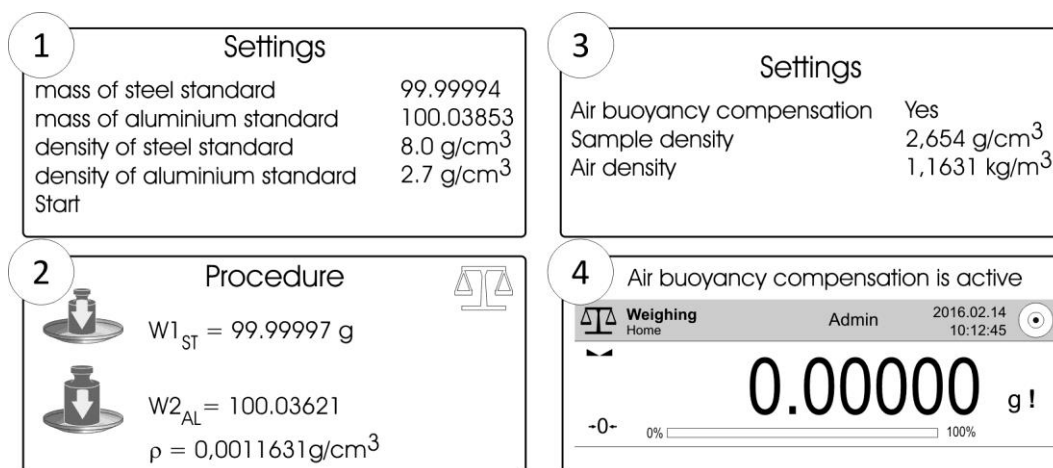 1
Settings
mass of steel standard 99.99994
mass of aluminium standard 100.03853
density of steel standard 8.0 g/cm³
density of aluminium standard 2.7 g/cm³
Start
2
Procedure
W1ST = 99.99997 g
W2AL = 100.03621
ρ = 0,0011631g/cm³
3
Settings
Air buoyancy compensation Yes
Sample density 2,654 g/cm³
Air density 1,1631 kg/m³
4
Air buoyancy compensation is active
Weighing Admin 2016.02.14
Home 10:12:45
0.00000 g !
→0← 0% 100%